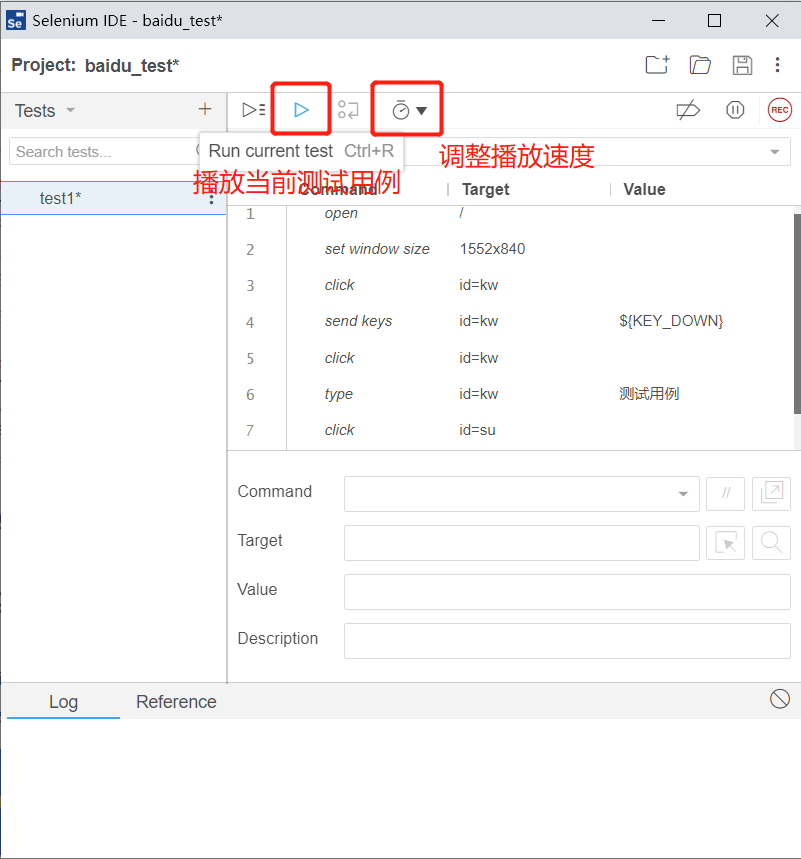 Se
Selenium IDE - baidu_test*
Project: baidu_test*
Tests
REC
Search tests...
Run current test Ctrl+R
调整播放速度
播放当前测试用例
Command Target Value
test1*
1 open /
2 set window size 1552x840
3 click id=kw
4 send keys id=kw ${KEY_DOWN}
5 click id=kw
6 type id=kw 测试用例
7 click id=su
Command //
Target
Value
Description
Log Reference